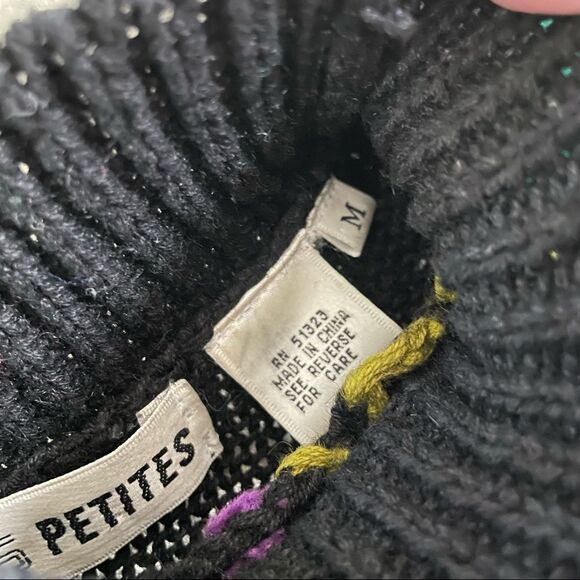 M
RN 51323
MADE IN CHINA
SEE REVERSE
FOR CARE
PETITES